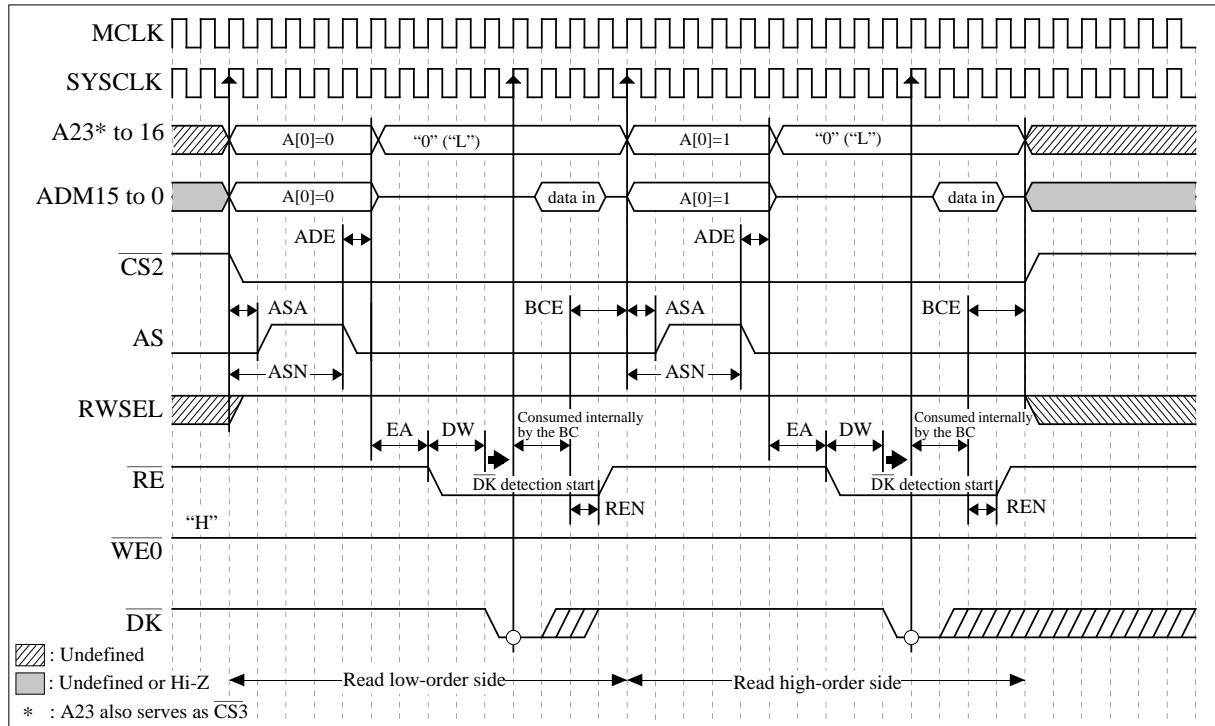 MCLK
SYSCLK
A23* to 16
A[0]=0
“0” (“L”)
A[0]=1
“0” (“L”)
ADM15 to 0
A[0]=0
data in
A[0]=1
data in
ADE
ADE
CS2
ASA
BCE
ASA
BCE
AS
ASN
ASN
RWSEL
EA
DW
Consumed internally
by the BC
EA
DW
Consumed internally
by the BC
RE
DK detection start
DK detection start
REN
REN
“H”
WE0
DK
: Undefined
: Undefined or Hi-Z
Read low-order side
Read high-order side
* : A23 also serves as CS3